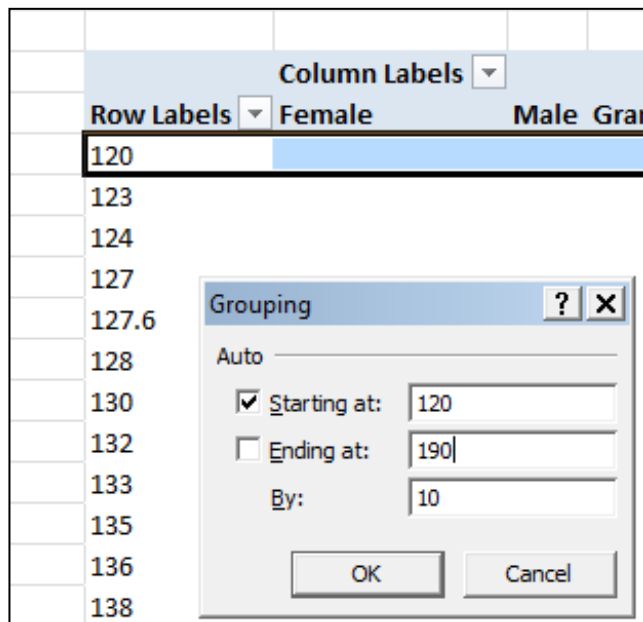 Column Labels
Row Labels Female Male
120
123
124
127
127.6
128
130
132
133
135
136
138
Grouping ? X
Auto
Starting at: 120
Ending at: 190
By: 10
OK Cancel